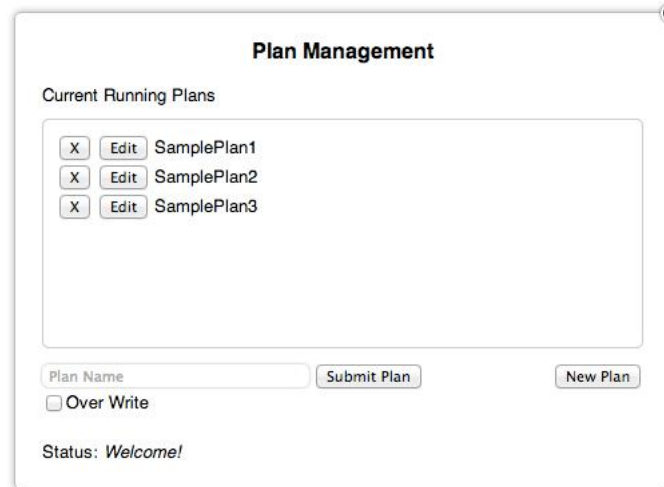 Plan Management
Current Running Plans
X Edit SamplePlan1
X Edit SamplePlan2
X Edit SamplePlan3
Plan Name Submit Plan New Plan
Over Write
Status: Welcome!